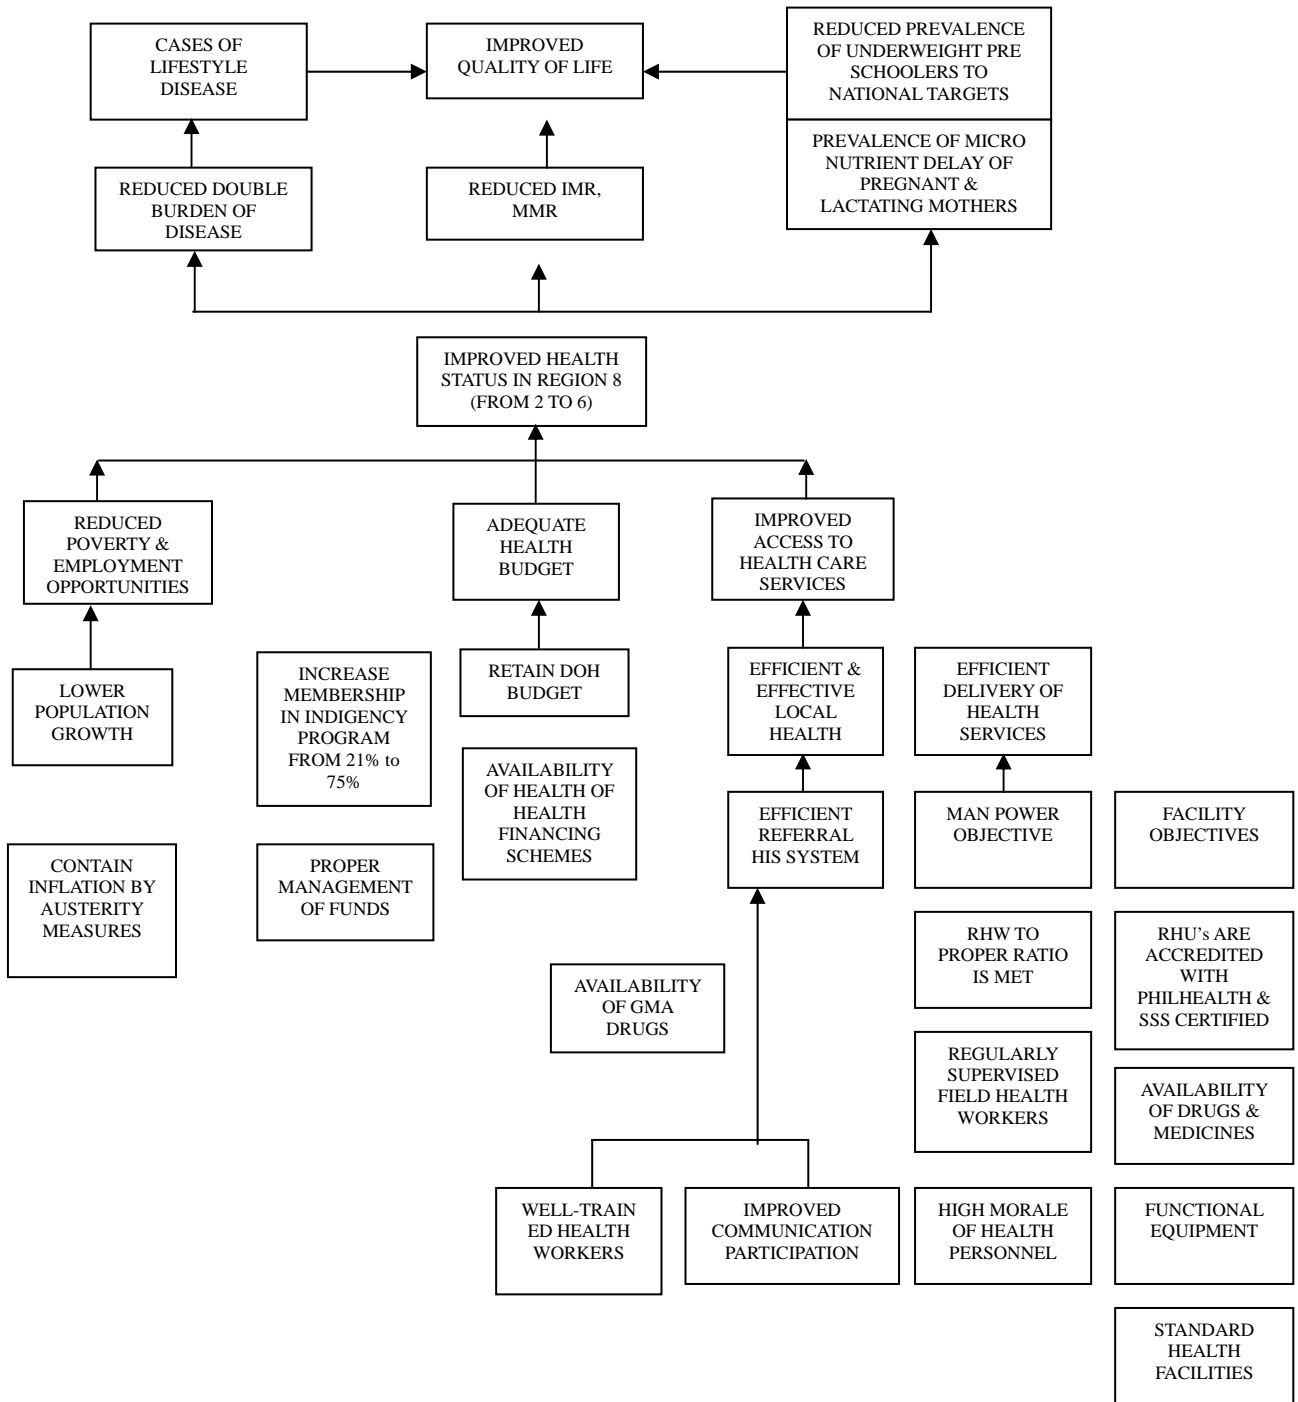 CASES OF
LIFESTYLE
DISEASE
IMPROVED
QUALITY OF LIFE
REDUCED PREVALENCE
OF UNDERWEIGHT PRE
SCHOOLERS TO
NATIONAL TARGETS
PREVALENCE OF MICRO
NUTRIENT DELAY OF
PREGNANT &
LACTATING MOTHERS
REDUCED DOUBLE
BURDEN OF
DISEASE
REDUCED IMR,
MMR
IMPROVED HEALTH
STATUS IN REGION 8
(FROM 2 TO 6)
REDUCED
POVERTY &
EMPLOYMENT
OPPORTUNITIES
ADEQUATE
HEALTH
BUDGET
IMPROVED
ACCESS TO
HEALTH CARE
SERVICES
LOWER
POPULATION
GROWTH
INCREASE
MEMBERSHIP
IN INDIGENCY
PROGRAM
FROM 21% to
75%
RETAIN DOH
BUDGET
EFFICIENT &
EFFECTIVE
LOCAL
HEALTH
EFFICIENT
DELIVERY OF
HEALTH
SERVICES
AVAILABILITY
OF HEALTH OF
HEALTH
FINANCING
SCHEMES
EFFICIENT
REFERRAL
HIS SYSTEM
MAN POWER
OBJECTIVE
FACILITY
OBJECTIVES
CONTAIN
INFLATION BY
AUSTERITY
MEASURES
PROPER
MANAGEMENT
OF FUNDS
RHW TO
PROPER RATIO
IS MET
RHU's ARE
ACCREDITED
WITH
PHILHEALTH &
SSS CERTIFIED
AVAILABILITY
OF GMA
DRUGS
REGULARLY
SUPERVISED
FIELD HEALTH
WORKERS
AVAILABILITY
OF DRUGS &
MEDICINES
WELL-TRAIN
ED HEALTH
WORKERS
IMPROVED
COMMUNICATION
PARTICIPATION
HIGH MORALE
OF HEALTH
PERSONNEL
FUNCTIONAL
EQUIPMENT
STANDARD
HEALTH
FACILITIES